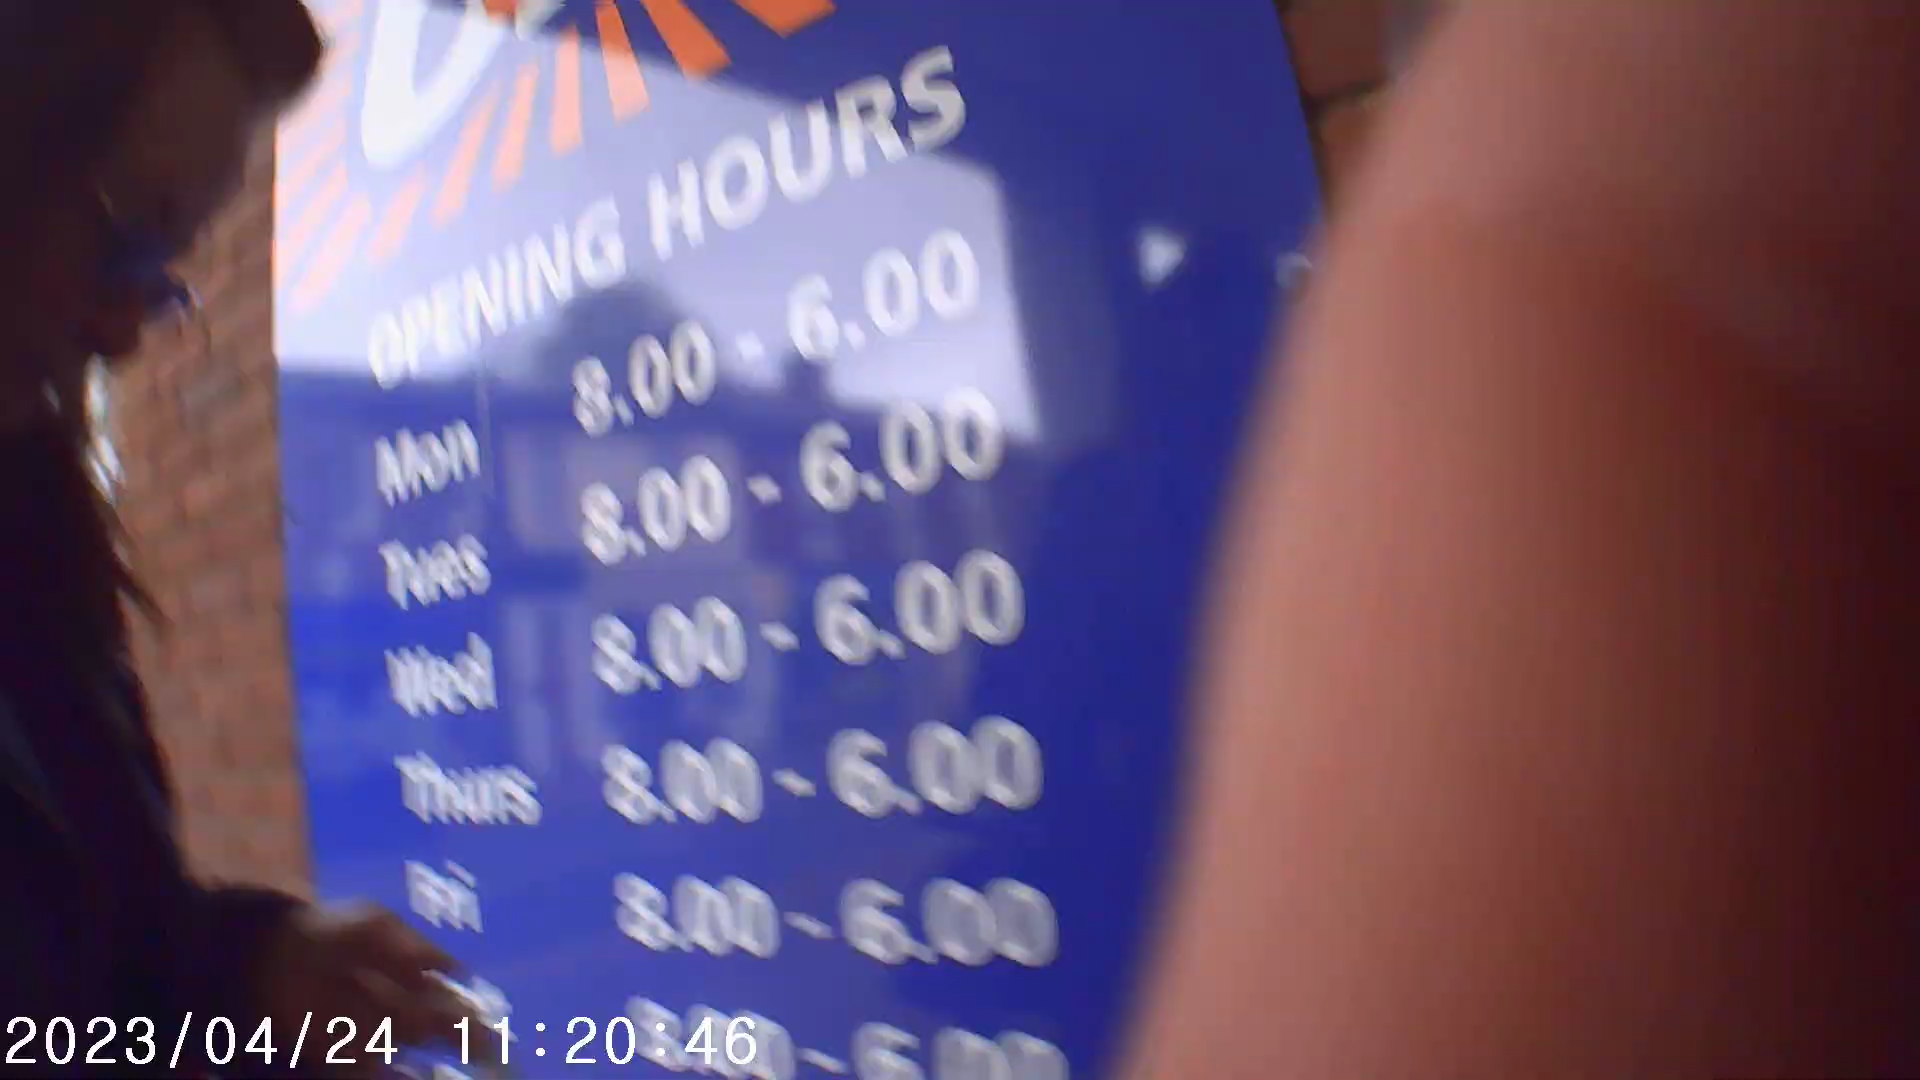 OPENING HOURS
Mon 8.00 - 6.00
Tues 8.00 - 6.00
Wed 8.00 - 6.00
Thurs 8.00 - 6.00
Fri 8.00 - 6.00
2023/04/24 11:20:46